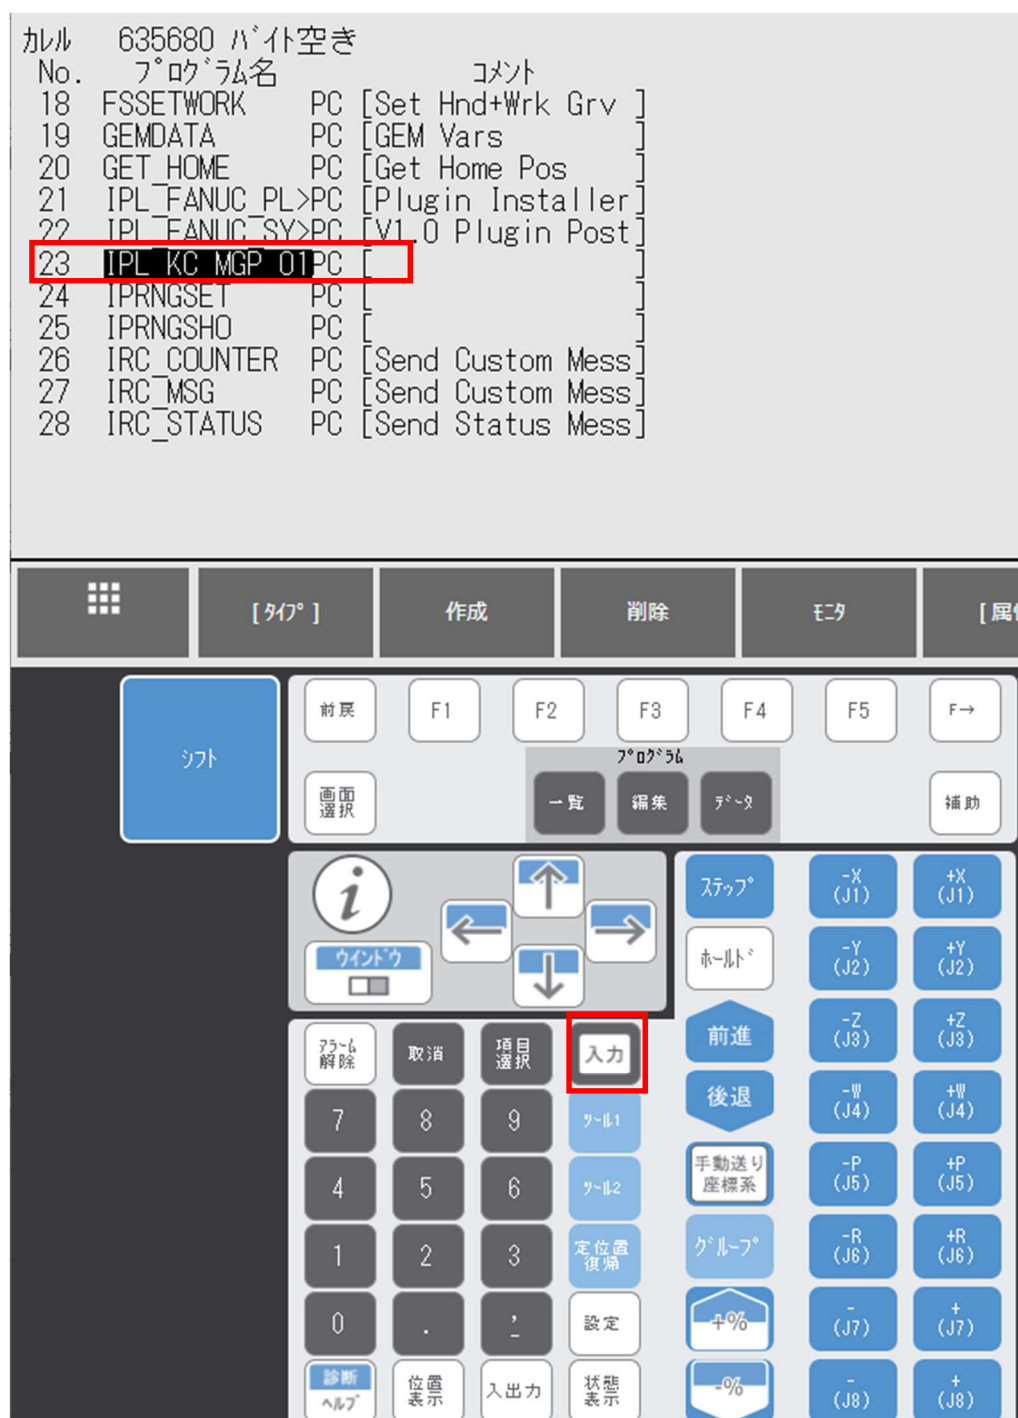 カレル 635680 バイト空き
No. プログラム名 コメント
18 FSSETWORK PC [Set Hnd+Wrk Grv ]
19 GEMDATA PC [GEM Vars ]
20 GET_HOME PC [Get Home Pos ]
21 IPL_FANUC_PL>PC [Plugin Installer]
22 IPL_FANUC_SY>PC [V1.0 Plugin Post]
23 IPL_KC_MGP_01PC [ ]
24 IPRNGSET PC [ ]
25 IPRNGSHO PC [ ]
26 IRC_COUNTER PC [Send Custom Mess]
27 IRC_MSG PC [Send Custom Mess]
28 IRC_STATUS PC [Send Status Mess]
[タイプ] 作成 削除 モニタ [属
シフト
前戻 F1 F2 F3 F4 F5 F→
プログラム
画面
選択
一覧 編集 データ 補助
i
ウインドウ
ステップ
-X
(J1)
+X
(J1)
ホールド
-Y
(J2)
+Y
(J2)
アラーム
解除
取消
項目
選択
入力
前進
-Z
(J3)
+Z
(J3)
7 8 9 ツール1
後退
-W
(J4)
+W
(J4)
4 5 6 ツール2
手動送り
座標系
-P
(J5)
+P
(J5)
1 2 3
定位置
復帰
グループ
-R
(J6)
+R
(J6)
0 . ,
-
設定
+%
-
(J7)
+
(J7)
診断
ヘルプ
位置
表示
入出力
状態
表示
-%
-
(J8)
+
(J8)